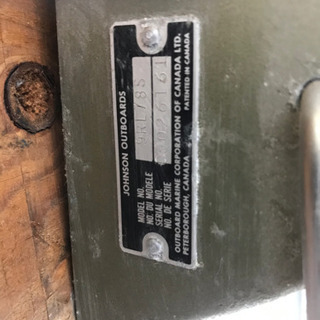 JOHNSON OUTBOARDS
MODEL NO.
NO. DU MODELE
SERIAL NO.
NO. DE SERIE
OUTBOARD MARINE CORPORATION OF CANADA LTD.
PETERBOROUGH, CANADA
PATENTED IN CANADA